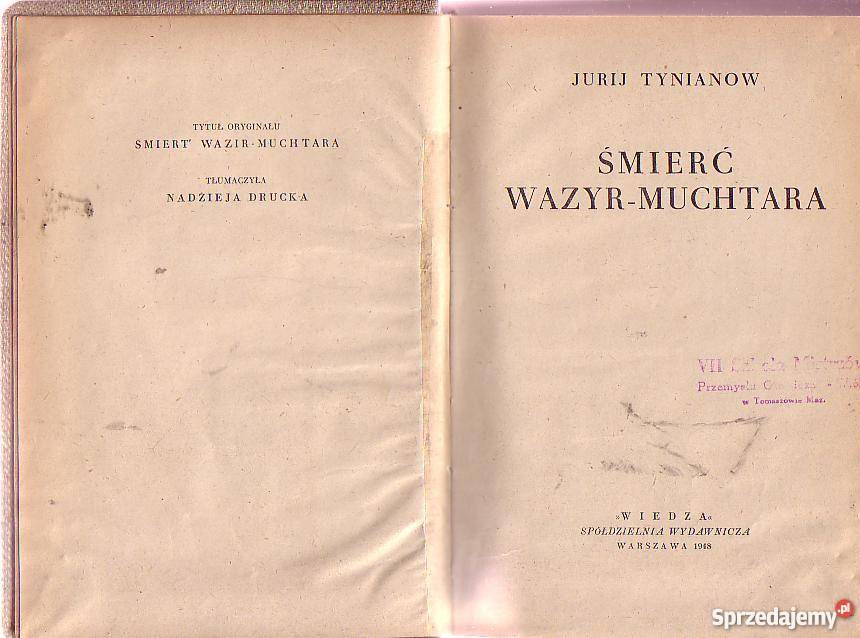 TYTUŁ ORYGINAŁU
SMIERT' WAZIR-MUCHTARA
TŁUMACZYŁA
NADZIEJA DRUCKA
JURIJ TYNIANOW
ŚMIERĆ
WAZYR-MUCHTARA
VII
Przemysłu
w Tomaszowie Maz.
»WIEDZA«
SPÓŁDZIELNIA WYDAWNICZA
WARSZAWA 1948
Sprzedajemy.pl